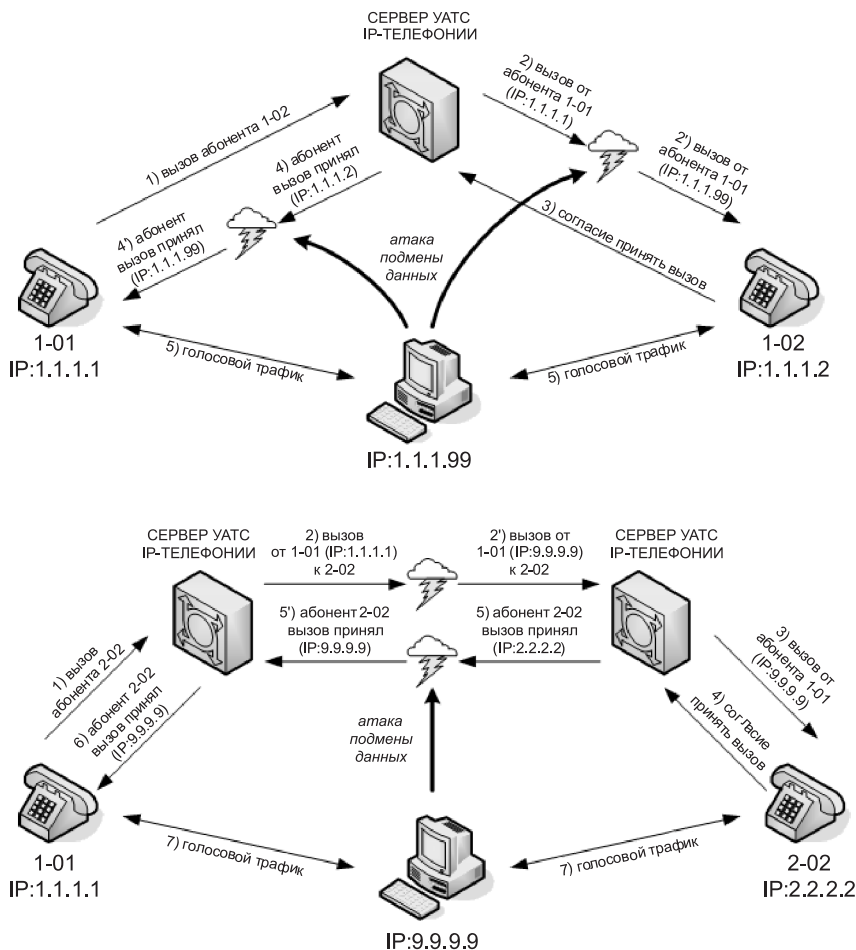 СЕРВЕР УАТС
IP-ТЕЛЕФОНИИ
1) вызов абонента 1-02
2) вызов от
абонента 1-01
(IP:1.1.1.1)
2') вызов от
абонента 1-01
(IP:1.1.1.99)
4) абонент
вызов принял
(IP:1.1.1.2)
4') абонент
вызов принял
(IP:1.1.1.99)
3) согласие принять вызов
атака
подмены
данных
1-01
IP:1.1.1.1
5) голосовой трафик
5) голосовой трафик
1-02
IP:1.1.1.2
IP:1.1.1.99
СЕРВЕР УАТС
IP-ТЕЛЕФОНИИ
2) вызов
от 1-01 (IP:1.1.1.1)
к 2-02
2') вызов от
1-01 (IP:9.9.9.9)
к 2-02
СЕРВЕР УАТС
IP-ТЕЛЕФОНИИ
5') абонент 2-02
вызов принял
(IP:9.9.9.9)
5) абонент 2-02
вызов принял
(IP:2.2.2.2)
1) вызов
абонента 2-02
6) абонент 2-02
вызов принял
(IP:9.9.9.9)
3) вызов от
абонента 1-01
(IP:9.9.9.9)
4) согласие
принять вызов
атака
подмены
данных
1-01
IP:1.1.1.1
7) голосовой трафик
7) голосовой трафик
2-02
IP:2.2.2.2
IP:9.9.9.9